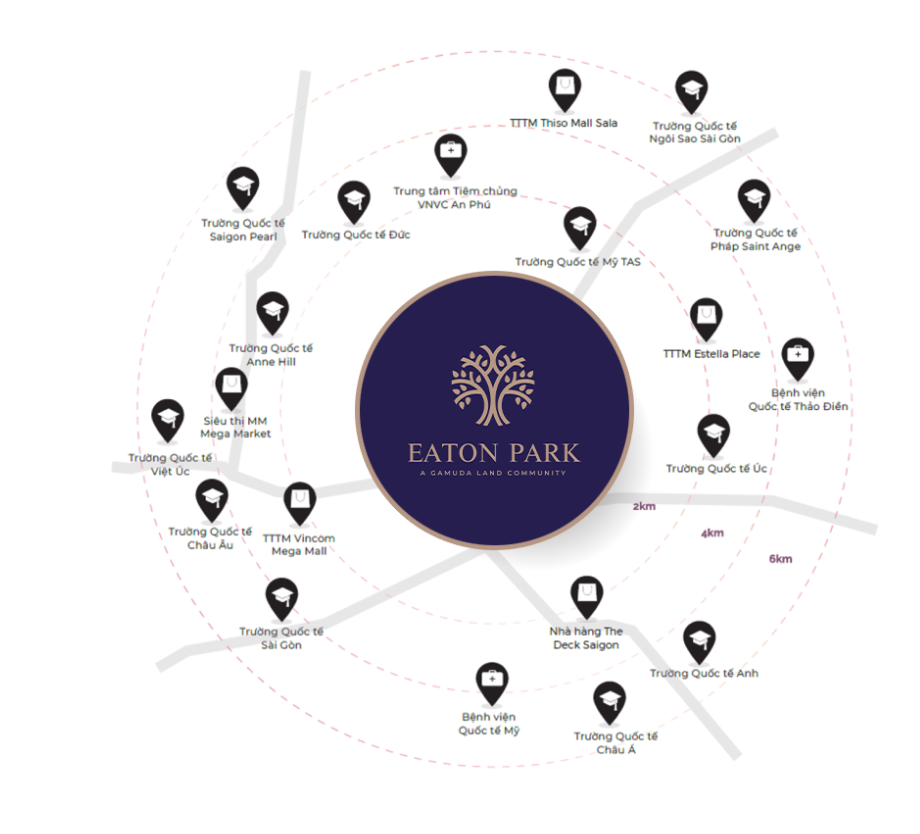 TTTM Thiso Mall Sala
Trường Quốc tế
Ngôi Sao Sài Gòn
Trung tâm Tiêm chủng
VNVC An Phú
Trường Quốc tế
Saigon Pearl
Trường Quốc tế Đức
Trường Quốc tế
Pháp Saint Ange
Trường Quốc tế Mỹ TAS
Trường Quốc tế
Anne Hill
TTTM Estella Place
Bệnh viện
Quốc tế Thảo Điền
Siêu thị MM
Mega Market
Trường Quốc tế
Việt Úc
EATON PARK
A GAMUDA LAND COMMUNITY
Trường Quốc tế Úc
2km
4km
6km
Trường Quốc tế
Châu Âu
TTTM Vincom
Mega Mall
Trường Quốc tế
Sài Gòn
Nhà hàng The
Deck Saigon
Trường Quốc tế Anh
Bệnh viện
Quốc tế Mỹ
Trường Quốc tế
Châu Á